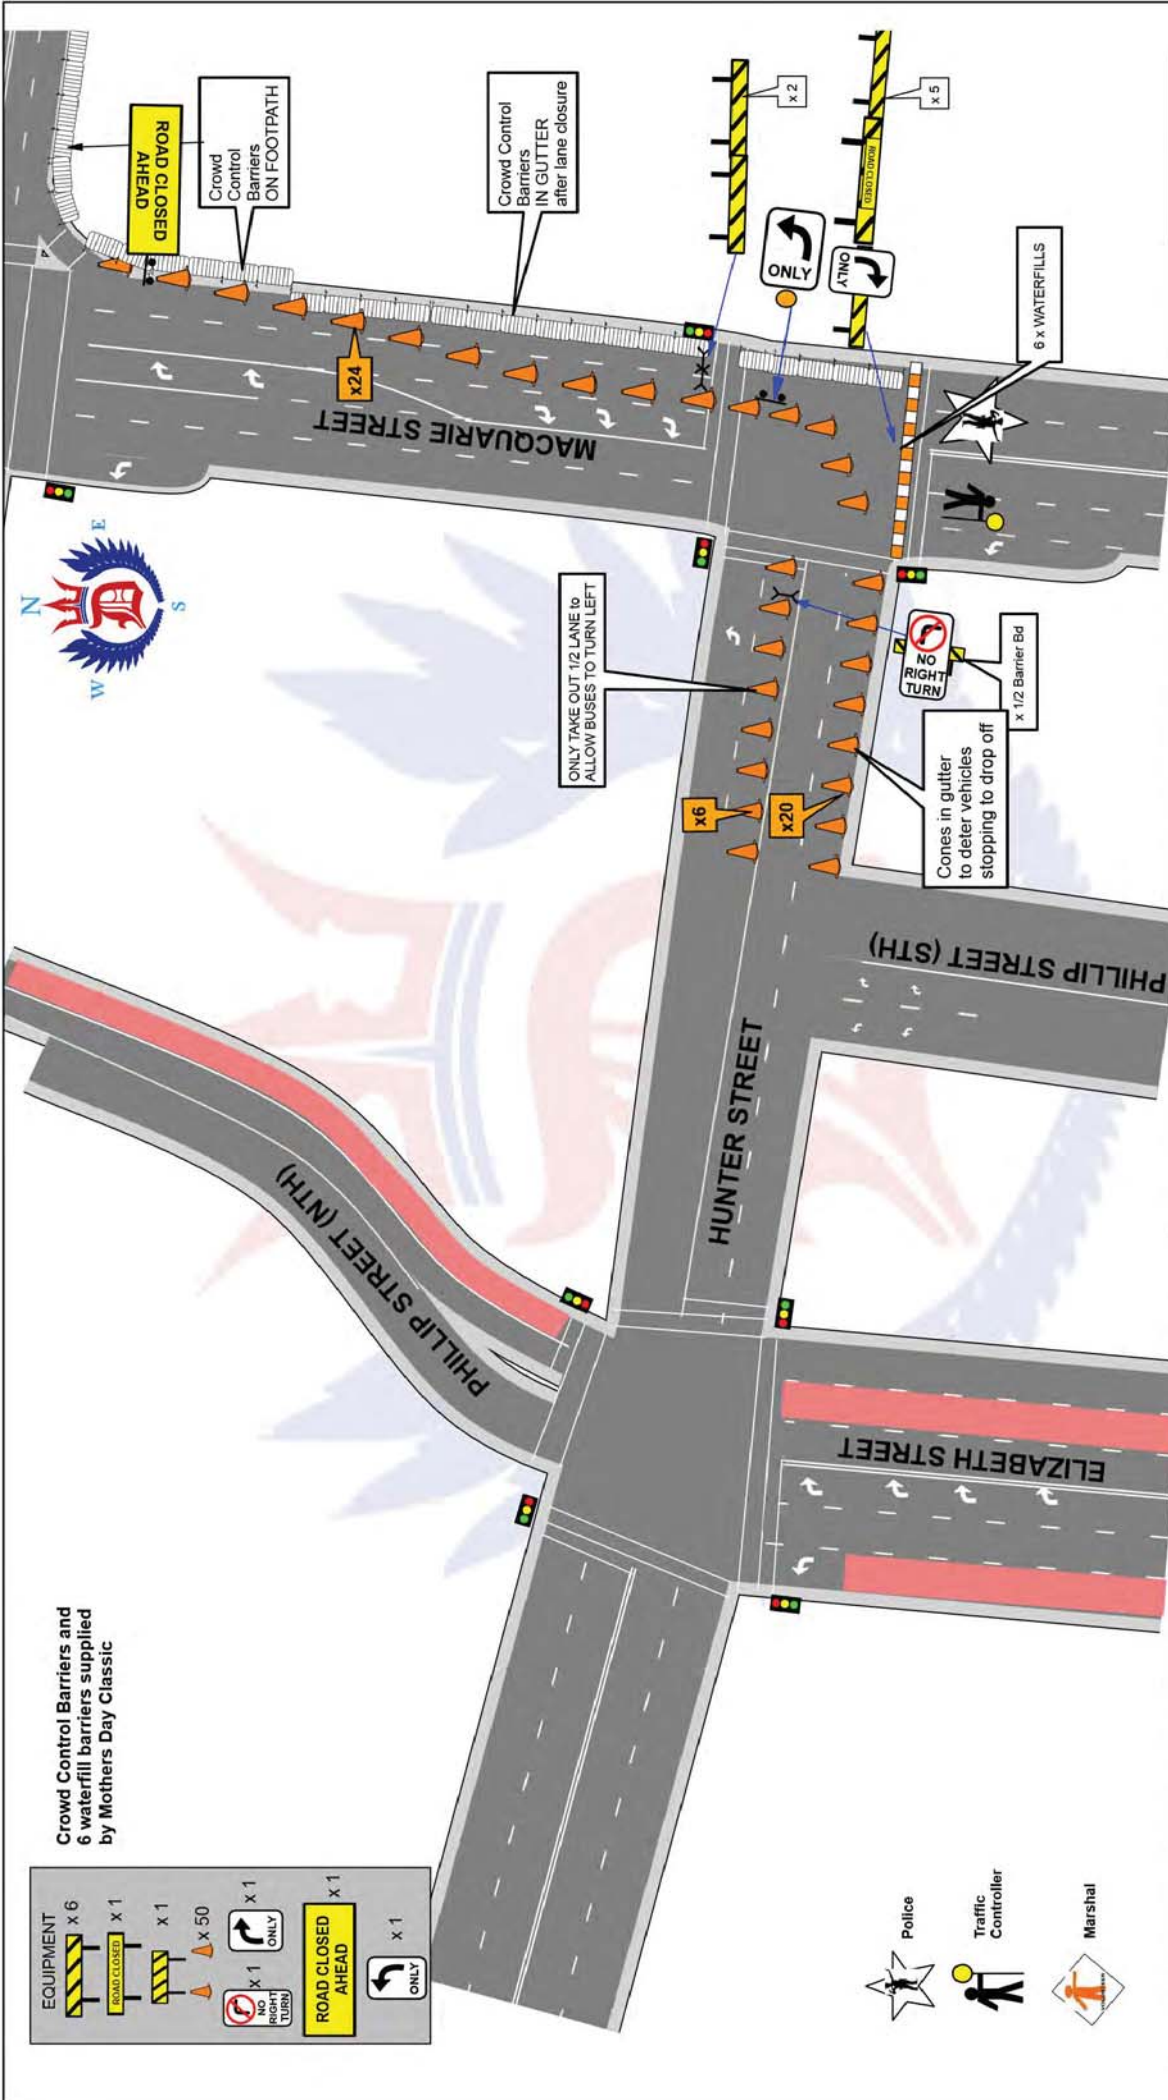 Crowd Control Barriers and
6 waterfill barriers supplied
by Mothers Day Classic
EQUIPMENT
x 6
ROAD CLOSED
x 1
x 1
x 50
NO
RIGHT
TURN
x 1
ONLY
x 1
ROAD CLOSED
AHEAD
x 1
ONLY
x 1
Police
Traffic
Controller
Marshal
N
E
S
W
PHILLIP STREET (NTH)
HUNTER STREET
ELIZABETH STREET
PHILLIP STREET (STH)
MACQUARIE STREET
ONLY TAKE OUT 1/2 LANE to
ALLOW BUSES TO TURN LEFT
x6
x20
x24
Cones in gutter
to deter vehicles
stopping to drop off
NO
RIGHT
TURN
x 1/2 Barrier Bd
ROAD CLOSED
AHEAD
Crowd
Control
Barriers
ON FOOTPATH
Crowd Control
Barriers
IN GUTTER
after lane closure
x 2
ONLY
ONLY
ROAD CLOSED
x 5
6 x WATERFILLS